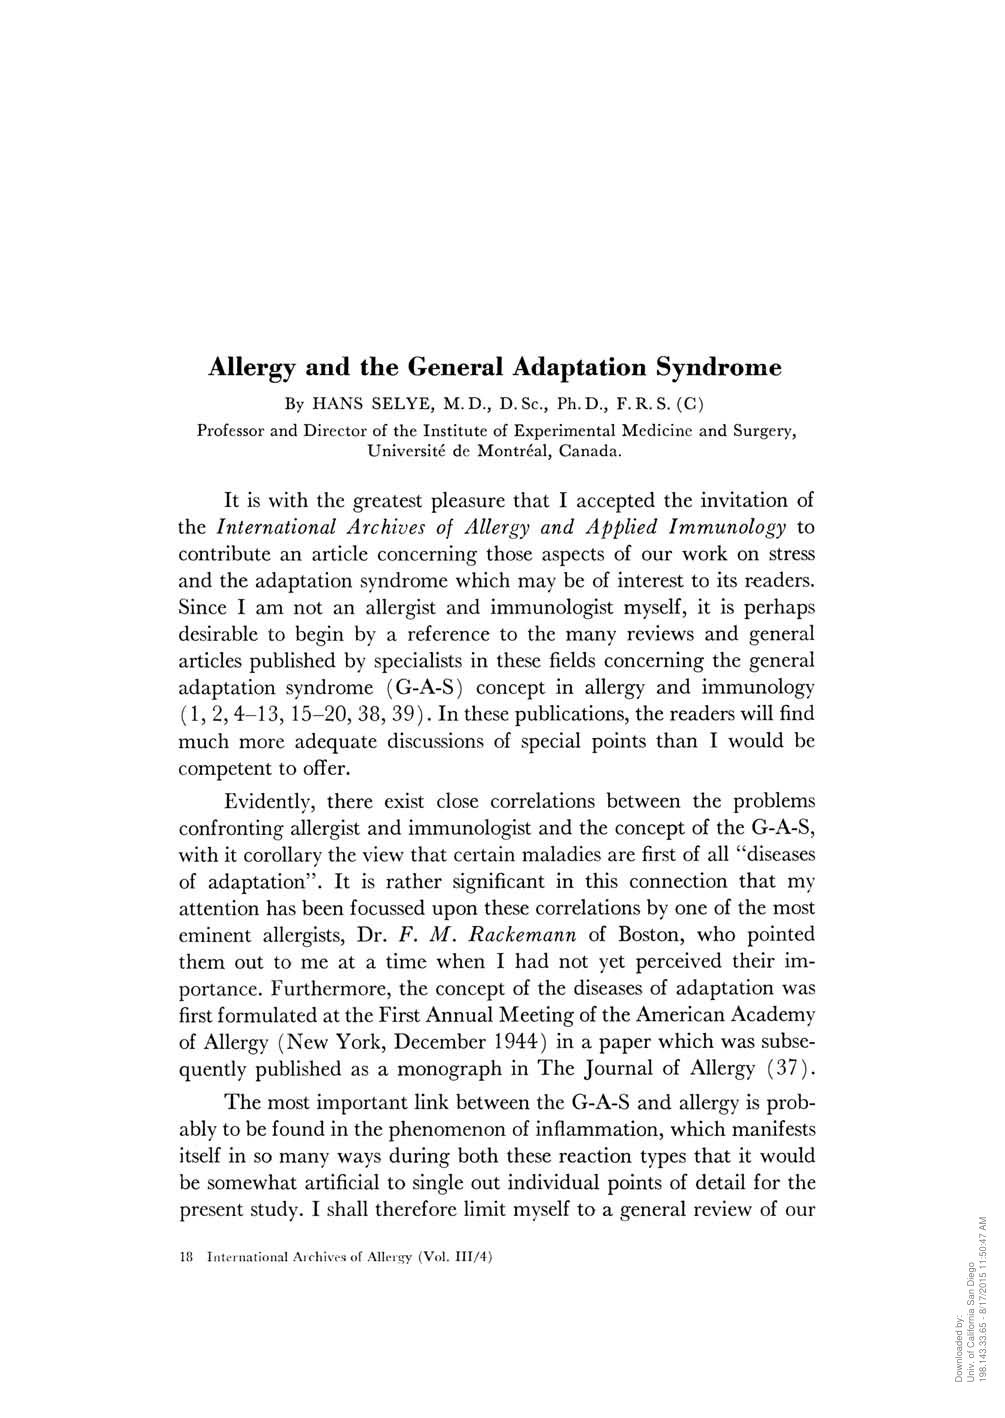 Allergy and the General Adaptation Syndrome
By HANS SELYE, M. D., D. Sc., Ph. D., F. R. S. (C)
Professor and Director of the Institute of Experimental Medicine and Surgery,
Université de Montréal, Canada.
It is with the greatest pleasure that I accepted the invitation of
the International Archives of Allergy and Applied Immunology to
contribute an article concerning those aspects of our work on stress
and the adaptation syndrome which may be of interest to its readers.
Since I am not an allergist and immunologist myself, it is perhaps
desirable to begin by a reference to the many reviews and general
articles published by specialists in these fields concerning the general
adaptation syndrome (G-A-S) concept in allergy and immunology
(1, 2, 4–13, 15–20, 38, 39). In these publications, the readers will find
much more adequate discussions of special points than I would be
competent to offer.
Evidently, there exist close correlations between the problems
confronting allergist and immunologist and the concept of the G-A-S,
with it corollary the view that certain maladies are first of all “diseases
of adaptation”. It is rather significant in this connection that my
attention has been focussed upon these correlations by one of the most
eminent allergists, Dr. F. M. Rackemann of Boston, who pointed
them out to me at a time when I had not yet perceived their im-
portance. Furthermore, the concept of the diseases of adaptation was
first formulated at the First Annual Meeting of the American Academy
of Allergy (New York, December 1944) in a paper which was subse-
quently published as a monograph in The Journal of Allergy (37).
The most important link between the G-A-S and allergy is prob-
ably to be found in the phenomenon of inflammation, which manifests
itself in so many ways during both these reaction types that it would
be somewhat artificial to single out individual points of detail for the
present study. I shall therefore limit myself to a general review of our
18 International Archives of Allergy (Vol. III/4)
Downloaded by:
Univ. of California San Diego
198.143.33.65 - 8/17/2015 11:50:47 AM